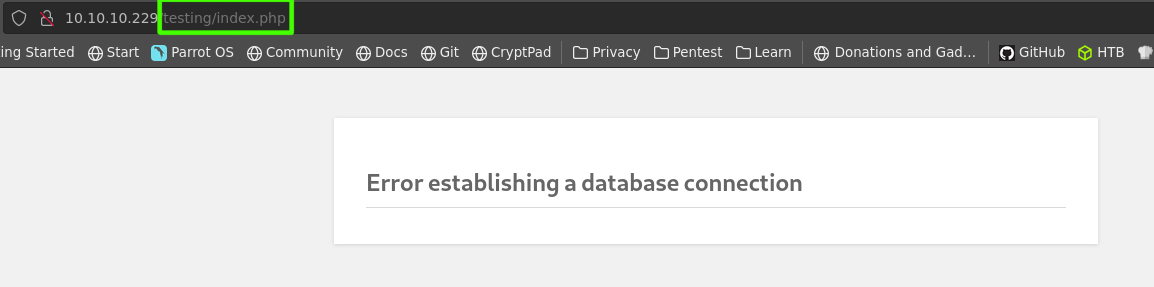 10.10.10.229/testing/index.php
ing Started Start Parrot OS Community Docs Git CryptPad Privacy Pentest Learn Donations and Gad... GitHub HTB
Error establishing a database connection